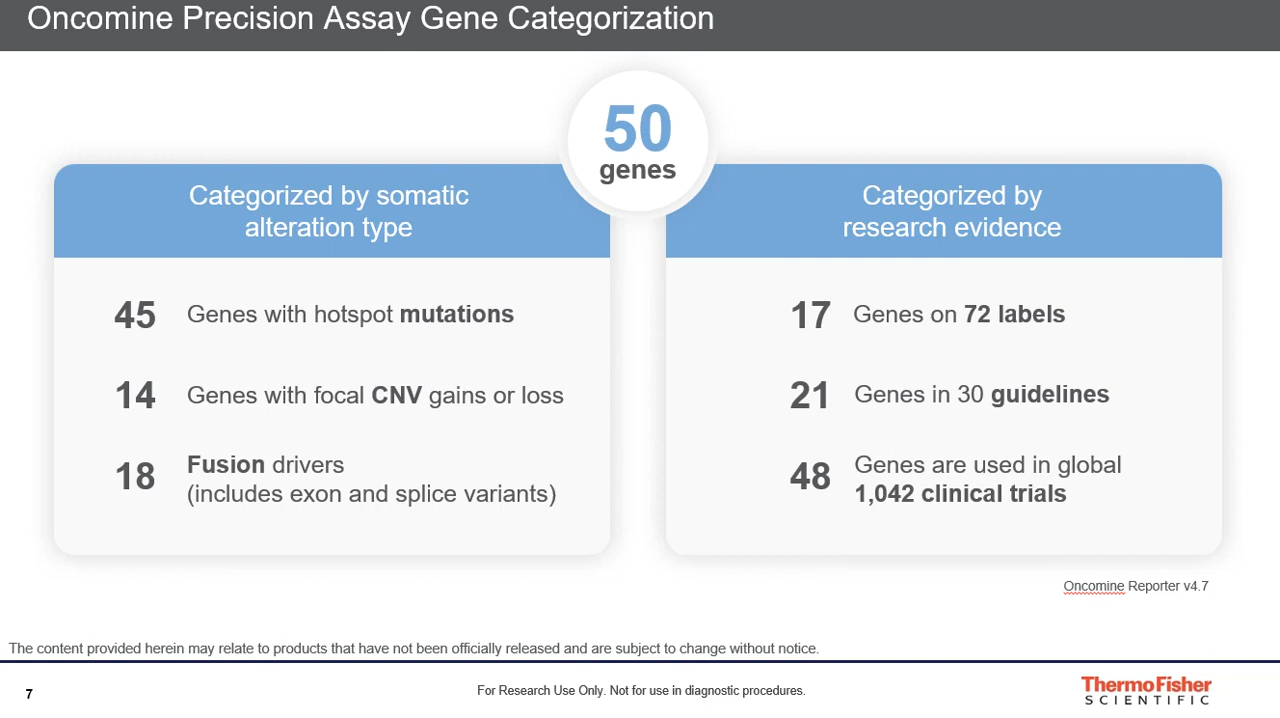 Oncomine Precision Assay Gene Categorization
50
genes
Categorized by somatic
alteration type
45 Genes with hotspot mutations
14 Genes with focal CNV gains or loss
18 Fusion drivers
(includes exon and splice variants)
Categorized by
research evidence
17 Genes on 72 labels
21 Genes in 30 guidelines
48 Genes are used in global
1,042 clinical trials
Oncomine Reporter v4.7
The content provided herein may relate to products that have not been officially released and are subject to change without notice.
7
For Research Use Only. Not for use in diagnostic procedures.
ThermoFisher
SCIENTIFIC